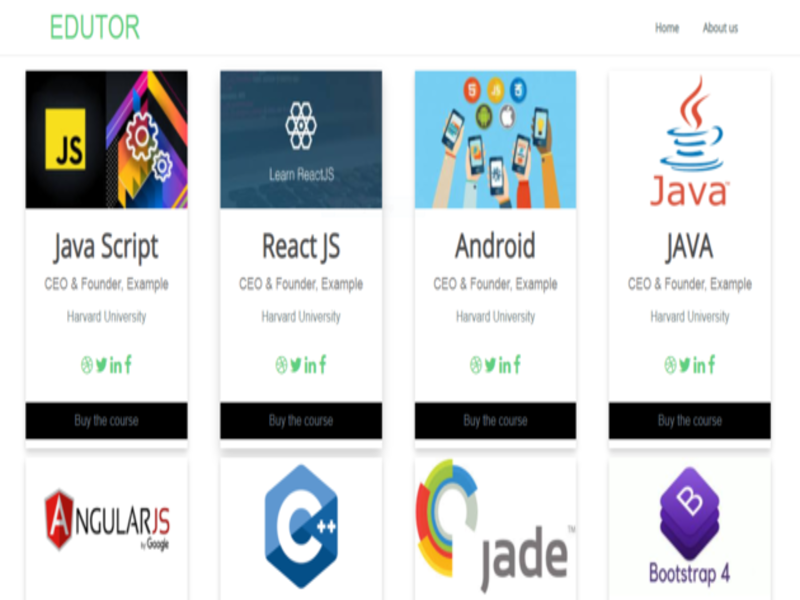 EDUTOR
Home About us
JS
Learn ReactJS
JS
Java™
Java Script
React JS
Android
JAVA
CEO & Founder, Example
CEO & Founder, Example
CEO & Founder, Example
CEO & Founder, Example
Harvard University
Harvard University
Harvard University
Harvard University
Buy the course
Buy the course
Buy the course
Buy the course
ANGULARJS
by Google
C++
jade™
B
Bootstrap 4